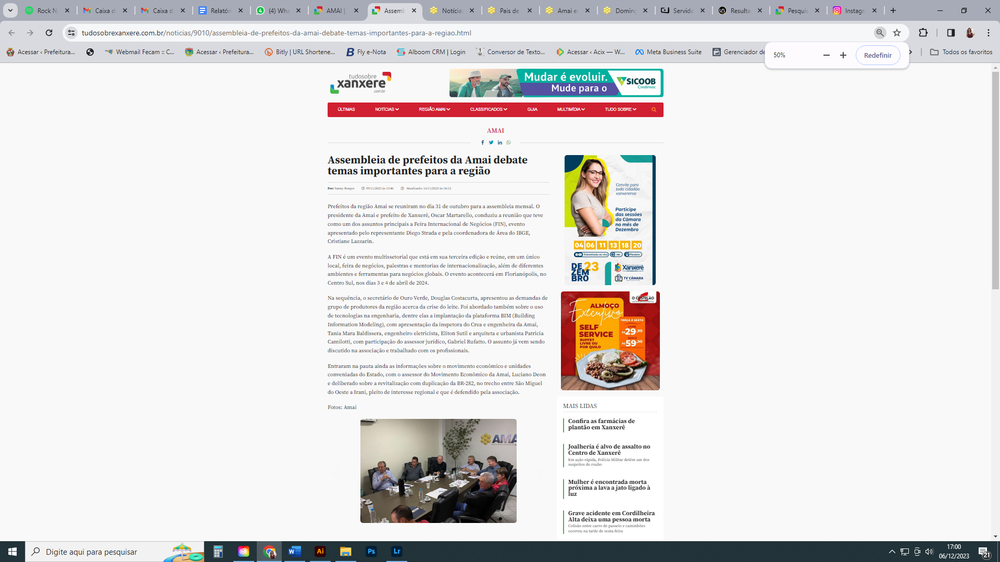 Rock Na
Caixa d
Caixa d
Relatóri
(4) Wha
AMAI |
Assemb
Notícias
Pais de
Amai e
Doming
Servido
Resulta
Pesquis
Instagr
tudosobrexanxere.com.br/noticias/9010/assembleia-de-prefeitos-da-amai-debate-temas-importantes-para-a-regiao.html
Acessar ‹ Prefeitura...
Webmail Fecam :: C...
Acessar ‹ Prefeitura...
Bitly | URL Shortene...
Fly e-Nota
Alboom CRM | Login
Conversor de Texto...
Acessar ‹ Acix — W...
Meta Business Suite
Gerenciador de
Todos os favoritos
50%
Redefinir
tudosobre
xanxere
.com.br
Mudar é evoluir.
Mude para o
SICOOB
Credimoc
ÚLTIMAS
NOTÍCIAS
REGIÃO AMAI
CLASSIFICADOS
GUIA
MULTIMÍDIA
TUDO SOBRE
AMAI
Assembleia de prefeitos da Amai debate
temas importantes para a região
Por: Sanny Borges
09/11/2023 às 13:46
Atualizado: 16/11/2023 às 18:12
Prefeitos da região Amai se reuniram no dia 31 de outubro para a assembleia mensal. O
presidente da Amai e prefeito de Xanxerê, Oscar Martarello, conduziu a reunião que teve
como um dos assuntos principais a Feira Internacional de Negócios (FIN), evento
apresentado pelo representante Diego Strada e pela coordenadora de Área do IBGE,
Cristiane Lazzarin.
A FIN é um evento multissetorial que está em sua terceira edição e reúne, em um único
local, feira de negócios, palestras e mentorias de internacionalização, além de diferentes
ambientes e ferramentas para negócios globais. O evento acontecerá em Florianópolis, no
Centro Sul, nos dias 3 e 4 de abril de 2024.
Na sequência, o secretário de Ouro Verde, Douglas Costacurta, apresentou as demandas de
grupo de produtores da região acerca da crise do leite. Foi abordado também sobre o uso
de tecnologias na engenharia, dentre elas a implantação da plataforma BIM (Building
Information Modeling), com apresentação da inspetora do Crea e engenheira da Amai,
Tania Mara Baldissera, engenheiro eletricista, Eliton Sutil e arquiteta e urbanista Patricia
Camilotti, com participação do assessor jurídico, Gabriel Rufatto. O assunto já vem sendo
discutido na associação e trabalhado com os profissionais.
Entraram na pauta ainda as informações sobre o movimento econômico e unidades
conveniadas do Estado, com o assessor do Movimento Econômico da Amai, Luciano Deon
e deliberado sobre a revitalização com duplicação da BR-282, no trecho entre São Miguel
do Oeste a Irani, pleito de interesse regional e que é defendido pela associação.
Fotos: Amai
AMA
Convite para
todo cidadão
xanxerense
Participe
das sessões
da Câmara
no mês de
Dezembro
04 06 11 13 18 20
Transmissão ao vivo
19h
Plenário
DE 23
ZEM
BRO
Xanxerê
TV CÂMARA
O COSTELÃO
ALMOÇO
Executivo
SELF
SERVICE
BUFFET
LIVRE OU
POR QUILO
TERÇA À SEXTA
LIVRE
R$ 29,90
QUILO
R$ 59,90
MAIS LIDAS
Confira as farmácias de
plantão em Xanxerê
Joalheria é alvo de assalto no
Centro de Xanxerê
Em ação rápida, Polícia Militar detém um dos
suspeitos do roubo
Mulher é encontrada morta
próxima a lava a jato ligado à
luz
Grave acidente em Cordilheira
Alta deixa uma pessoa morta
Colisão entre carro de passeio e caminhões
ocorreu na tarde de sexta-feira
Digite aqui para pesquisar
Ai
Ps
Lr
17:00
06/12/2023
21